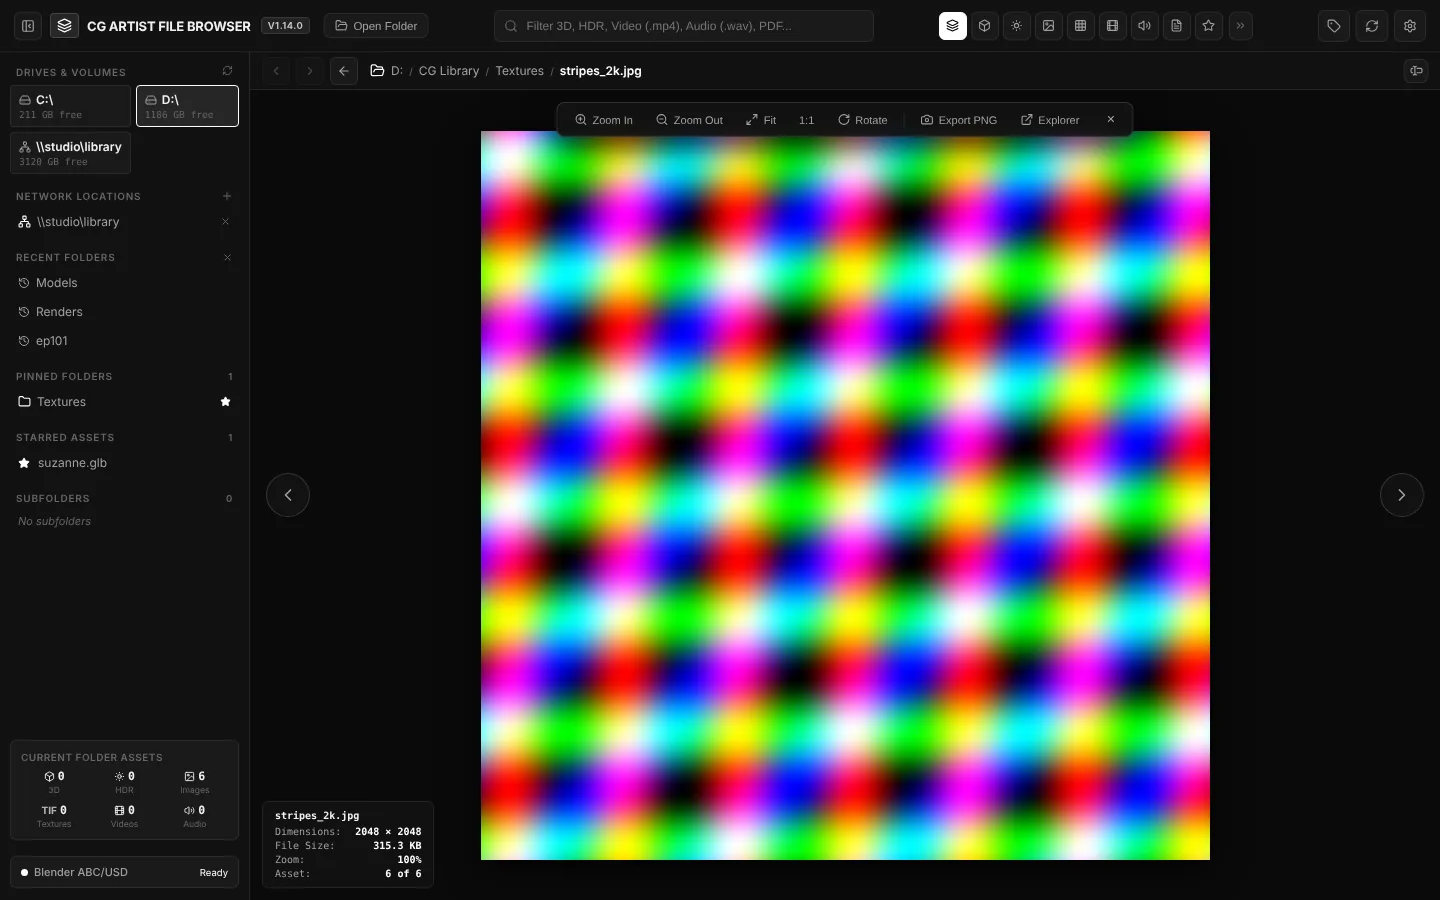 CG ARTIST FILE BROWSER V1.14.0 Open Folder Filter 3D, HDR, Video (.mp4), Audio (.wav), PDF...
DRIVES & VOLUMES
C:\
211 GB free
D:\
1186 GB free
\\studio\library
3120 GB free
NETWORK LOCATIONS
\\studio\library
RECENT FOLDERS
Models
Renders
ep101
PINNED FOLDERS 1
Textures
STARRED ASSETS 1
suzanne.glb
SUBFOLDERS 0
No subfolders
CURRENT FOLDER ASSETS
0 0 6
3D HDR Images
TIF 0 0 0
Textures Videos Audio
Blender ABC/USD Ready
D: / CG Library / Textures / stripes_2k.jpg
Zoom In Zoom Out Fit 1:1 Rotate Export PNG Explorer
stripes_2k.jpg
Dimensions: 2048 × 2048
File Size: 315.3 KB
Zoom: 100%
Asset: 6 of 6